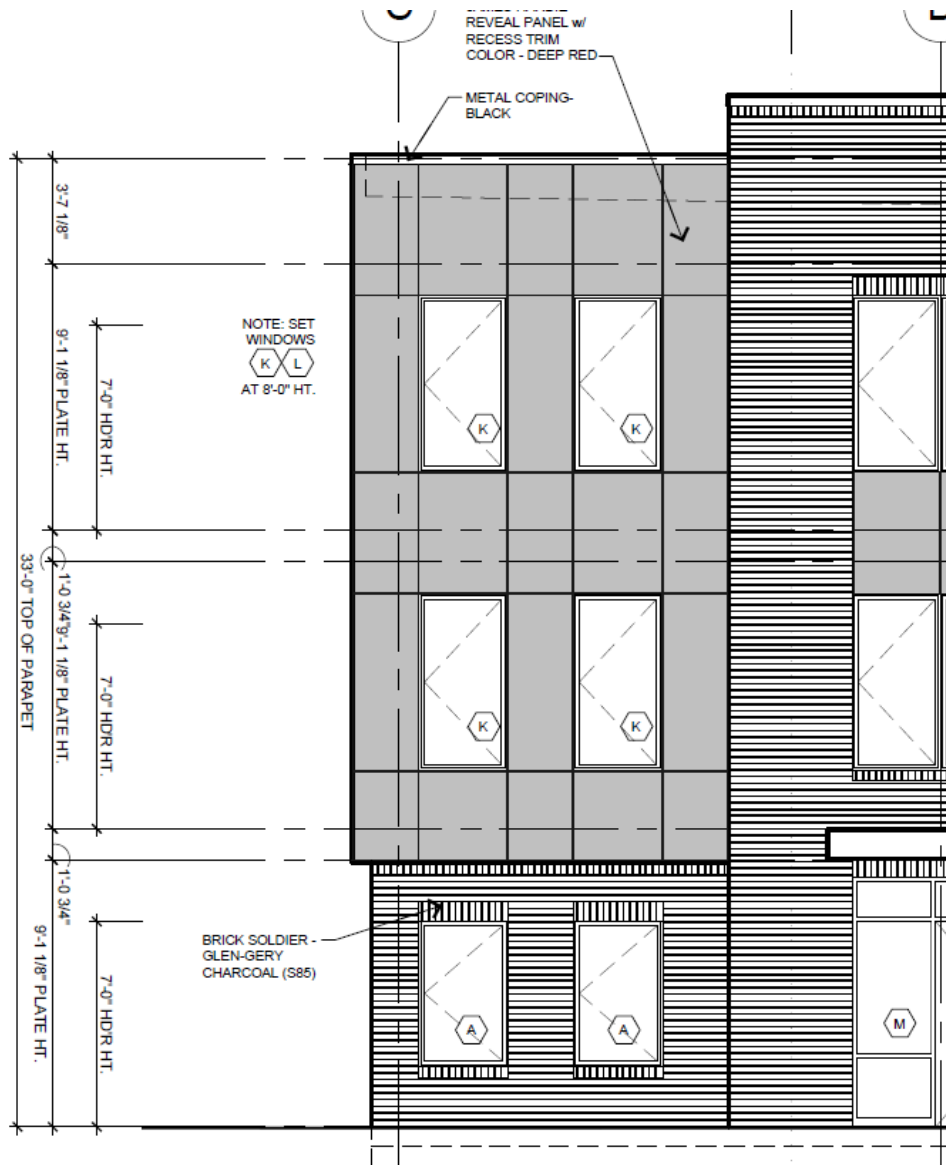 C
REVEAL PANEL w/
RECESS TRIM
COLOR - DEEP RED
METAL COPING-
BLACK
3'-7 1/8"
9'-1 1/8" PLATE HT.
7'-0" HD'R HT.
NOTE: SET
WINDOWS
K L
AT 8'-0" HT.
K
K
33'-0" TOP OF PARAPET
1'-0 3/4"
9'-1 1/8" PLATE HT.
7'-0" HD'R HT.
K
K
1'-0 3/4"
9'-1 1/8" PLATE HT.
7'-0" HD'R HT.
BRICK SOLDIER -
GLEN-GERY
CHARCOAL (S85)
A
A
M